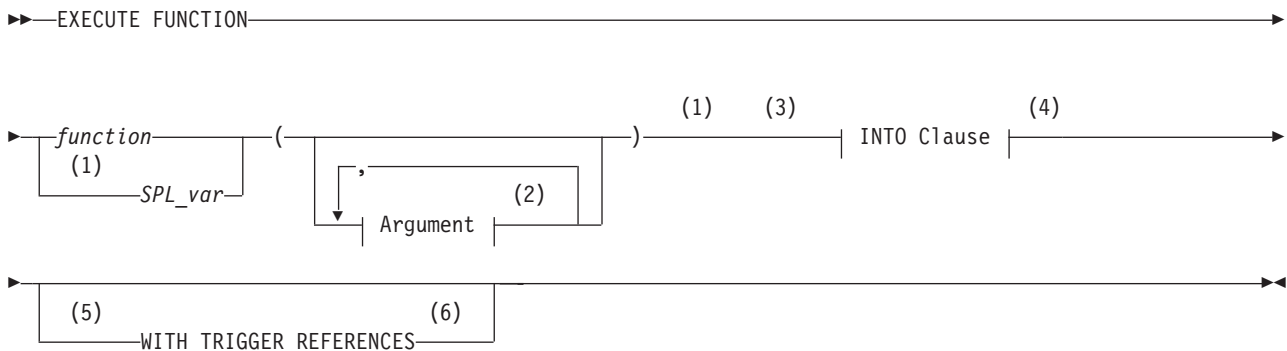 EXECUTE FUNCTION
(1) (3) (4)
function ( ) INTO Clause
(1) ,
SPL_var (2)
Argument
(5) (6)
WITH TRIGGER REFERENCES